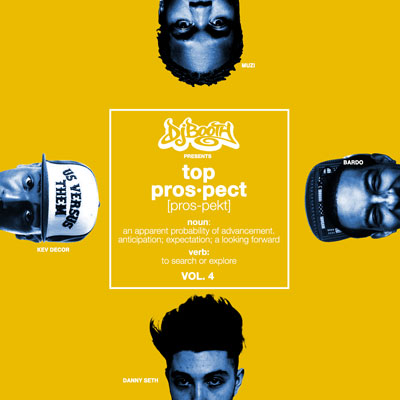 MUZI
DJBOOTH
PRESENTS
top
pros•pect
[pros-pekt]
noun:
an apparent probability of advancement.
anticipation; expectation; a looking forward
verb:
to search or explore
VOL. 4
BARDO
US VERSUS
THEM
KEV DECOR
DANNY SETH